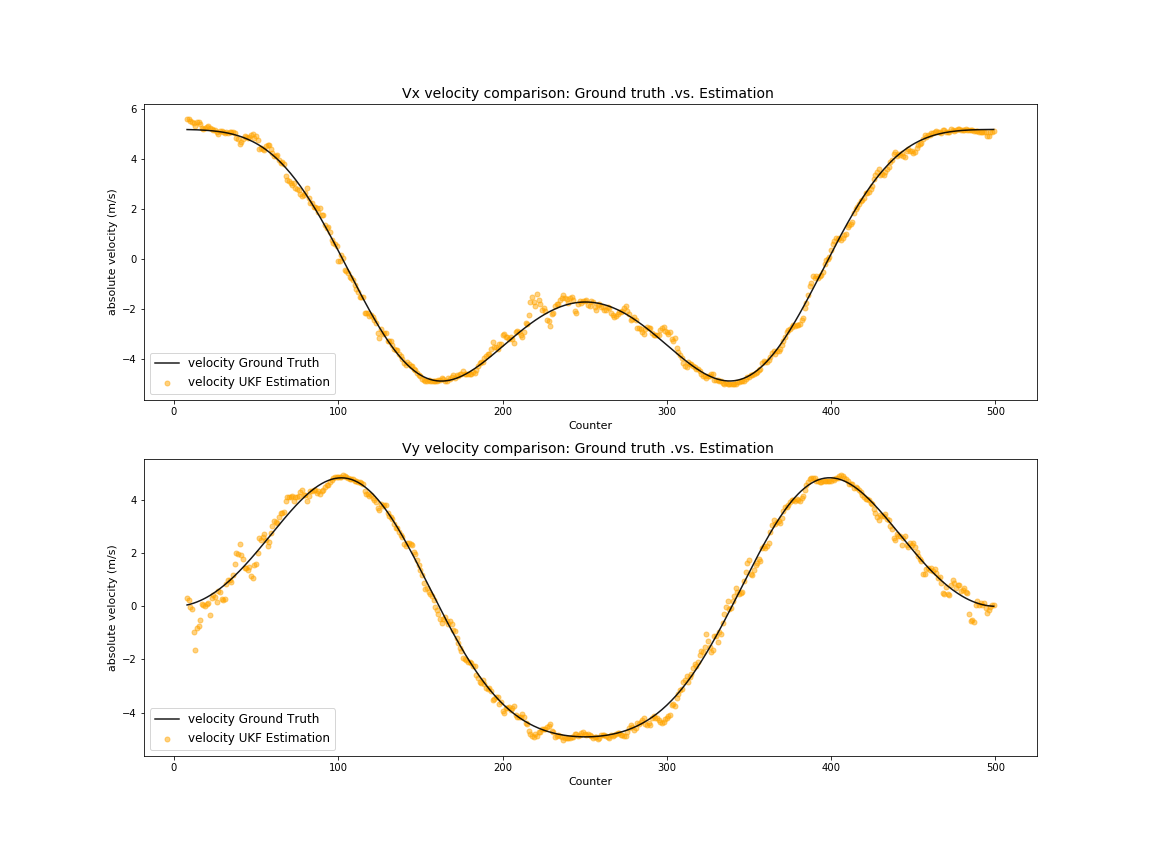 Vx velocity comparison: Ground truth .vs. Estimation
6
4
2
0
−2
−4
absolute velocity (m/s)
velocity Ground Truth
velocity UKF Estimation
0 100 200 300 400 500
Counter
Vy velocity comparison: Ground truth .vs. Estimation
4
2
0
−2
−4
absolute velocity (m/s)
velocity Ground Truth
velocity UKF Estimation
0 100 200 300 400 500
Counter